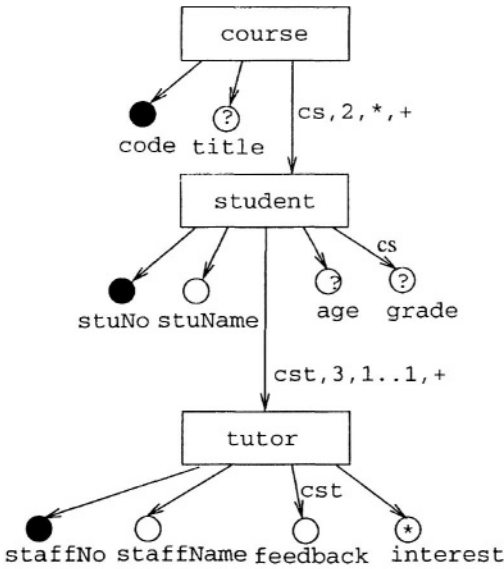 course
?
code title
cs,2,*,+
student
cs
? ?
stuNo stuName age grade
cst,3,1..1,+
tutor
cst
*
staffNo staffName feedback interest